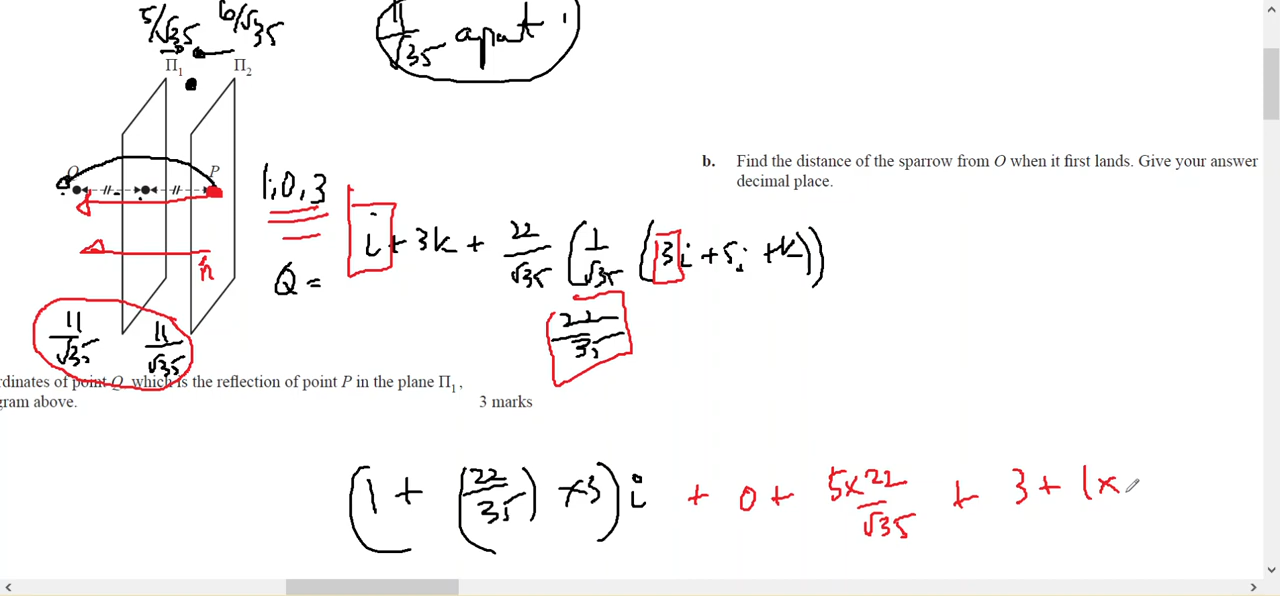 5/√35 6/√35
11/√35 apart
Π1 Π2
Q P
1, 0, 3
i + 3k + 22/√35 (1/√35 (3i + 5j + k))
n̂
Q =
22/35
11/√35 11/√35
b. Find the distance of the sparrow from O when it first lands. Give your answer
decimal place.
rdinates of point Q, which is the reflection of point P in the plane Π1,
gram above. 3 marks
(1 + (22/35) ×3) i + 0 + 5×22/√35 + 3 + 1×